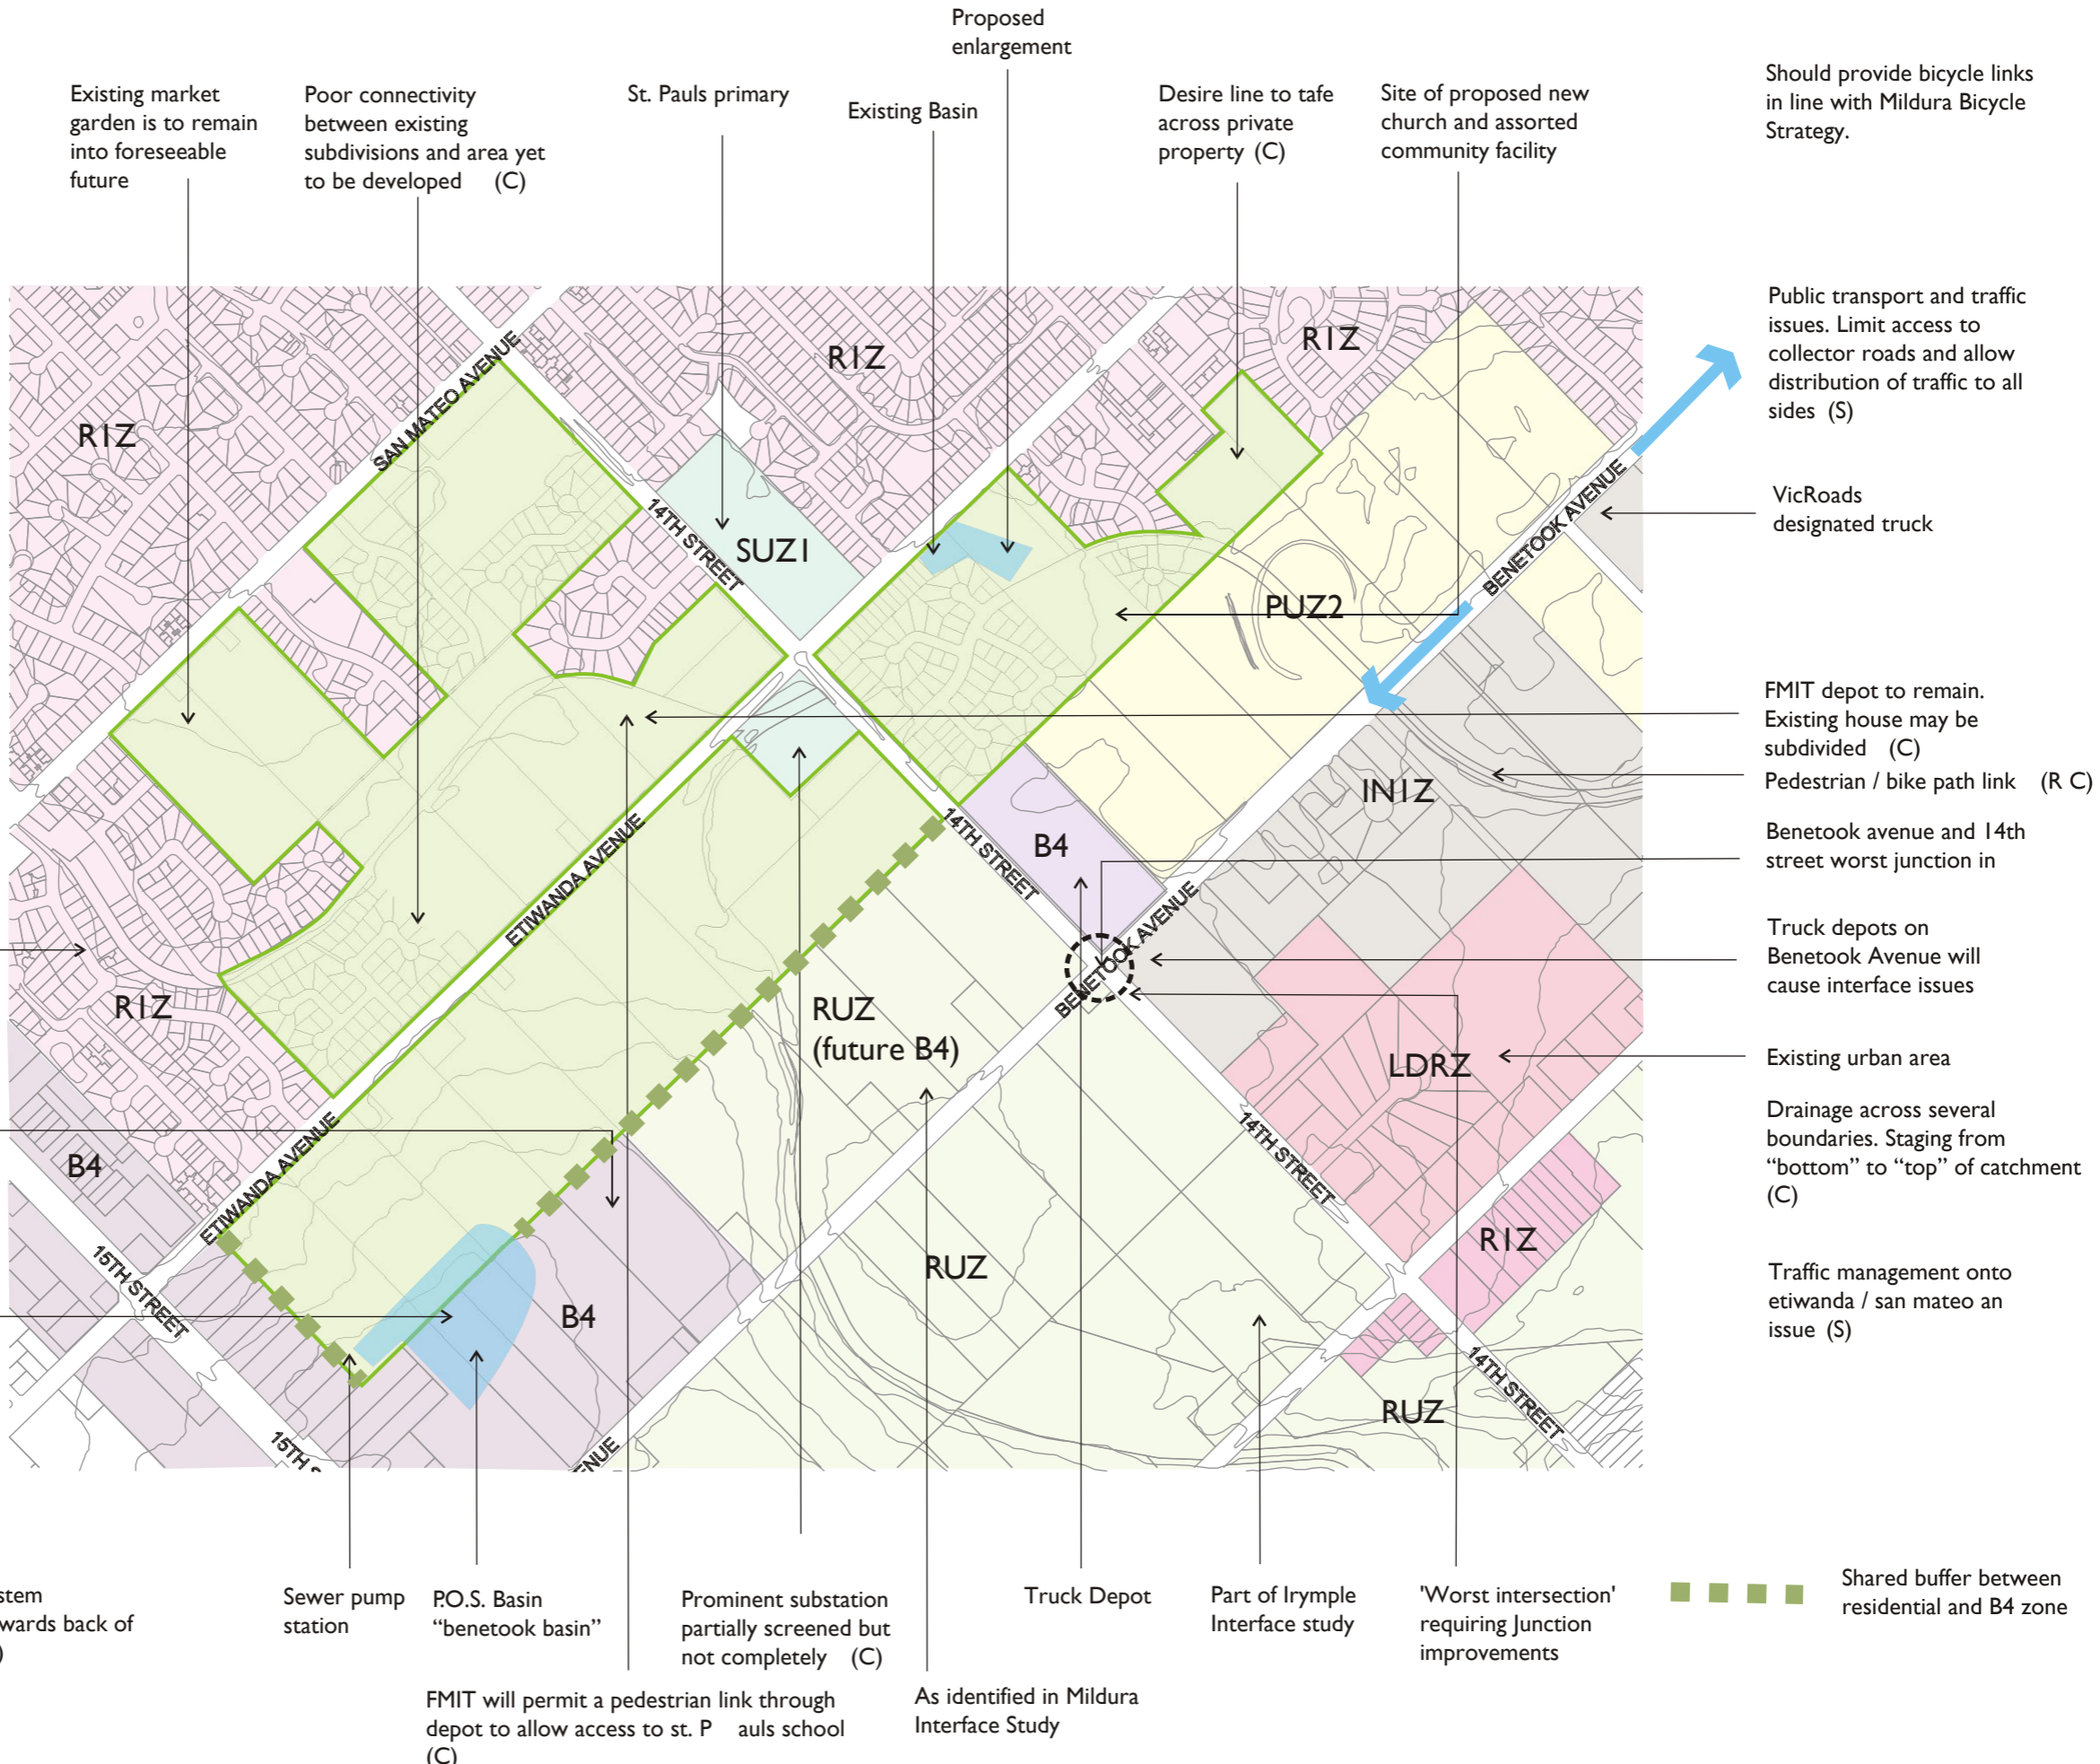 Proposed
enlargement
Existing market
garden is to remain
into foreseeable
future
Poor connectivity
between existing
subdivisions and area yet
to be developed (C)
St. Pauls primary
Existing Basin
Desire line to tafe
across private
property (C)
Site of proposed new
church and assorted
community facility
Should provide bicycle links
in line with Mildura Bicycle
Strategy.
Public transport and traffic
issues. Limit access to
collector roads and allow
distribution of traffic to all
sides (S)
VicRoads
designated truck
FMIT depot to remain.
Existing house may be
subdivided (C)
Pedestrian / bike path link (R C)
Benetook avenue and 14th
street worst junction in
Truck depots on
Benetook Avenue will
cause interface issues
Existing urban area
Drainage across several
boundaries. Staging from
“bottom” to “top” of catchment
(C)
Traffic management onto
etiwanda / san mateo an
issue (S)
R1Z
R1Z
R1Z
SAN MATEO AVENUE
14TH STREET
SUZ1
BENETOOK AVENUE
PUZ2
IN1Z
B4
14TH STREET
ETIWANDA AVENUE
BENETOOK AVENUE
R1Z
RUZ
(future B4)
LDRZ
14TH STREET
B4
ETIWANDA AVENUE
15TH STREET
RUZ
R1Z
B4
RUZ
14TH STREET
15TH S
ENUE
stem
wards back of
)
Sewer pump
station
P.O.S. Basin
“benetook basin”
Prominent substation
partially screened but
not completely (C)
Truck Depot
Part of Irymple
Interface study
'Worst intersection'
requiring Junction
improvements
Shared buffer between
residential and B4 zone
FMIT will permit a pedestrian link through
depot to allow access to st. P auls school
(C)
As identified in Mildura
Interface Study